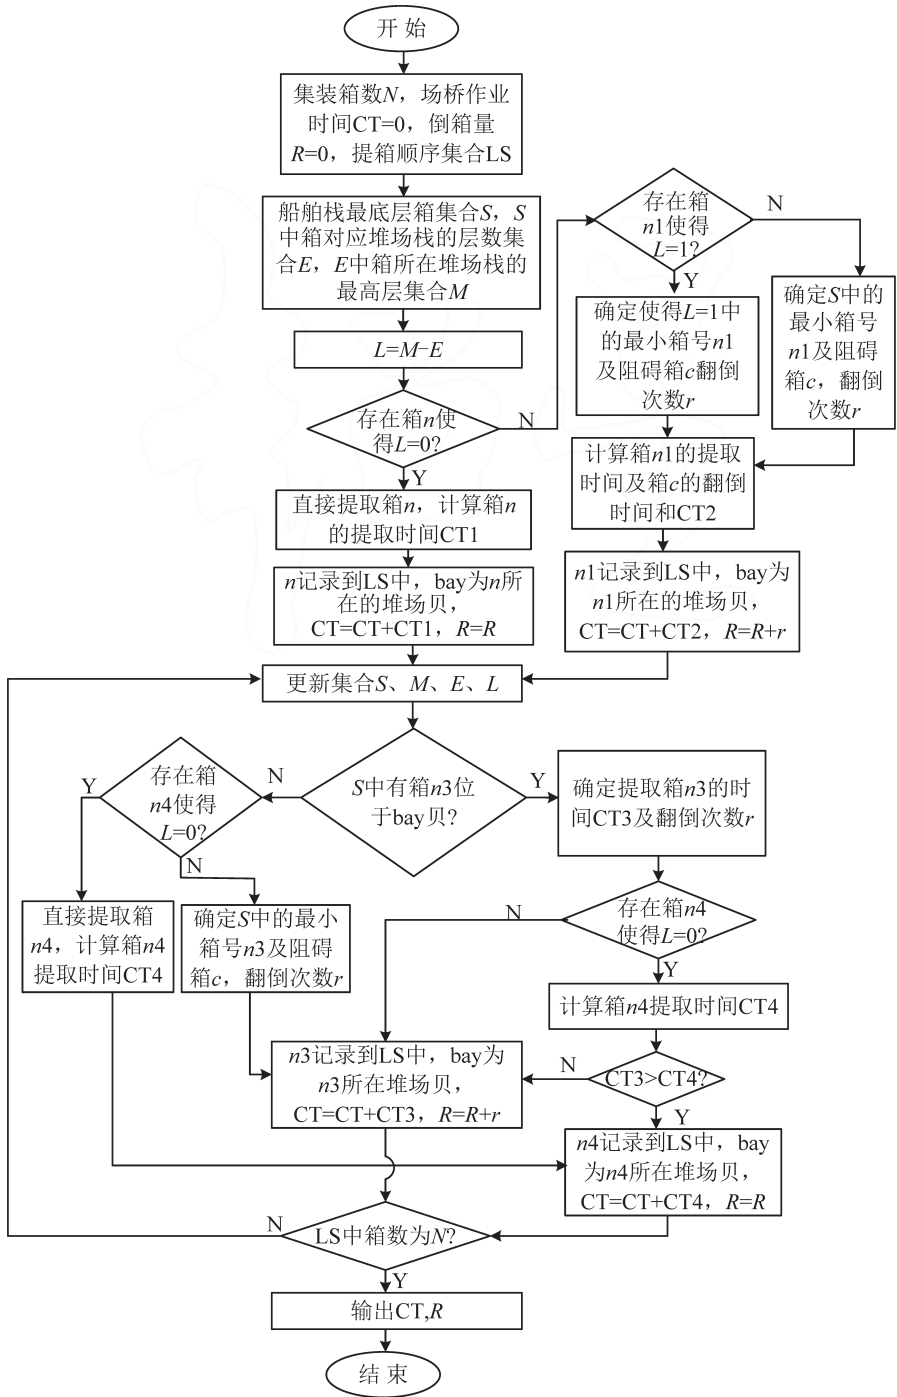 开 始
集装箱数N，场桥作业
时间CT=0，倒箱量
R=0，提箱顺序集合LS
船舶栈最底层箱集合S，S
中箱对应堆场栈的层数集
合E，E中箱所在堆场栈的
最高层集合M
L=M-E
存在箱n使
得L=0?
N
Y
存在箱
n1使得
L=1?
N
Y
确定使得L=1中
的最小箱号n1
及阻碍箱c翻倒
次数r
确定S中的
最小箱号
n1及阻碍
箱c，翻倒
次数r
计算箱n1的提取
时间及箱c的翻倒
时间和CT2
直接提取箱n，计算箱n
的提取时间CT1
n记录到LS中，bay为n所
在的堆场贝，
CT=CT+CT1，R=R
n1记录到LS中，bay为
n1所在的堆场贝，
CT=CT+CT2，R=R+r
更新集合S、M、E、L
S中有箱n3位
于bay贝?
N
Y
存在箱
n4使得
L=0?
Y
N
确定提取箱n3的时
间CT3及翻倒次数r
直接提取箱
n4，计算箱n4
提取时间CT4
确定S中的最小
箱号n3及阻碍
箱c，翻倒次数r
存在箱n4
使得L=0?
N
Y
计算箱n4提取时间CT4
CT3>CT4?
N
Y
n3记录到LS中，bay为
n3所在堆场贝，
CT=CT+CT3，R=R+r
n4记录到LS中，bay
为n4所在堆场贝，
CT=CT+CT4，R=R
LS中箱数为N?
N
Y
输出CT,R
结 束